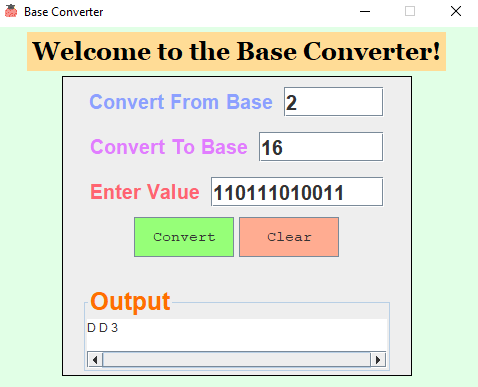 Base Converter
Welcome to the Base Converter!
Convert From Base 2
Convert To Base 16
Enter Value 110111010011
Convert Clear
Output
D D 3